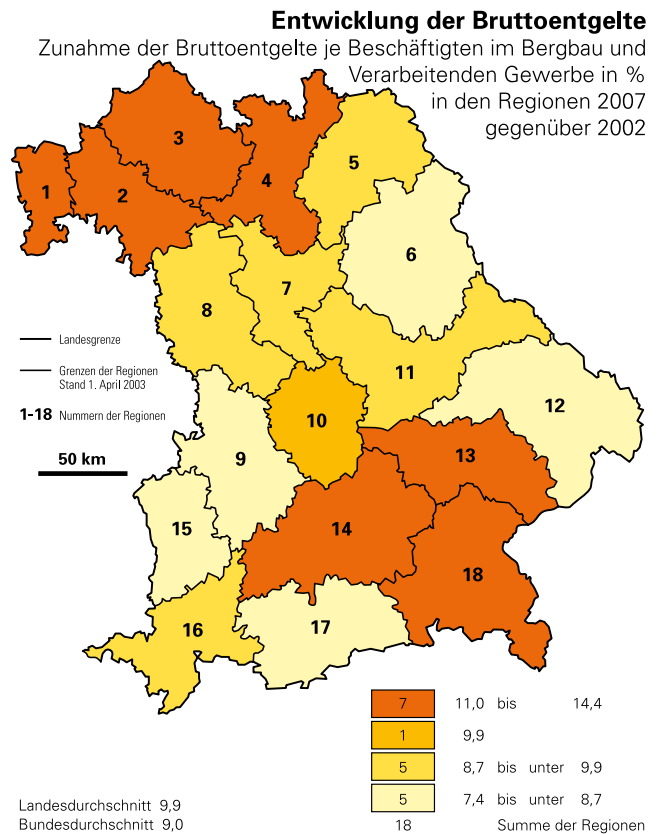 Entwicklung der Bruttoentgelte
Zunahme der Bruttoentgelte je Beschäftigten im Bergbau und
Verarbeitenden Gewerbe in %
in den Regionen 2007
gegenüber 2002
3
5
4
1
2
6
7
8
Landesgrenze
Grenzen der Regionen
Stand 1. April 2003
1-18 Nummern der Regionen
11
12
10
50 km
9
13
15
14
18
17
16
7 11,0 bis 14,4
1 9,9
5 8,7 bis unter 9,9
5 7,4 bis unter 8,7
18 Summe der Regionen
Landesdurchschnitt 9,9
Bundesdurchschnitt 9,0